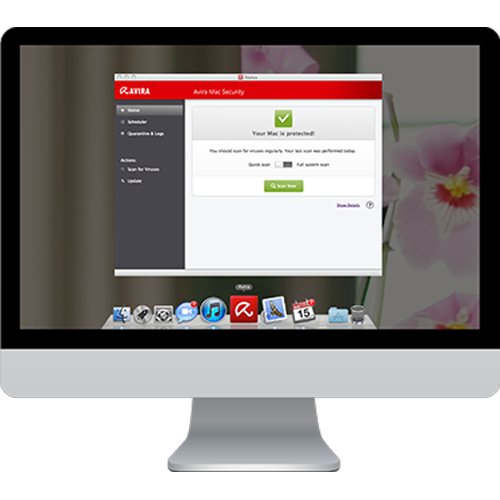 Status
AVIRA
Avira Mac Security
Status
Scheduler
Quarantine & Logs
Actions:
Scan for Viruses
Update
Your Mac is protected!
You should scan for viruses regularly. Your last scan was performed today.
Quick scan
Full system scan
Scan Now
Show Details
?
Avira
15